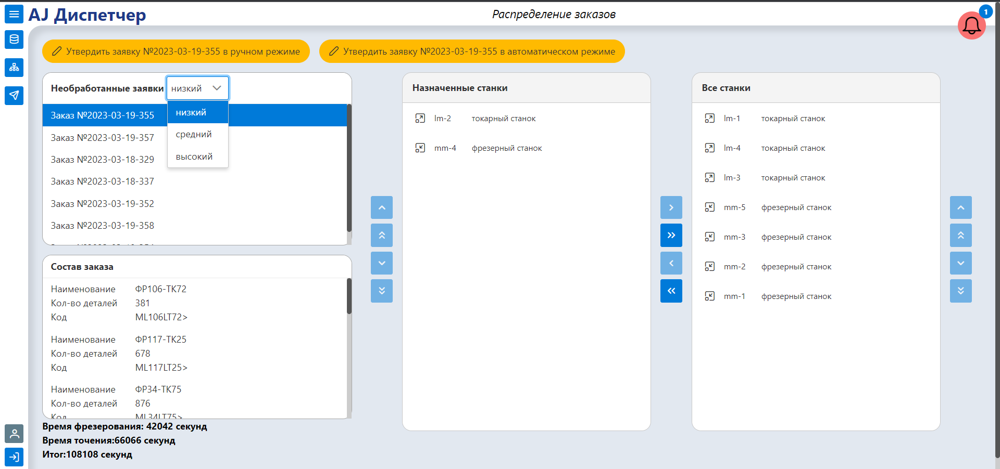 AJ Диспетчер
Распределение заказов
1
Утвердить заявку №2023-03-19-355 в ручном режиме
Утвердить заявку №2023-03-19-355 в автоматическом режиме
Необработанные заявки
низкий
низкий
средний
высокий
Заказ №2023-03-19-355
Заказ №2023-03-19-357
Заказ №2023-03-18-329
Заказ №2023-03-18-337
Заказ №2023-03-19-352
Заказ №2023-03-19-358
Состав заказа
Наименование ФР106-ТК72
Кол-во деталей 381
Код ML106LT72>
Наименование ФР117-ТК25
Кол-во деталей 678
Код ML117LT25>
Наименование ФР34-ТК75
Кол-во деталей 876
Код ML34LT75>
Время фрезерования: 42042 секунд
Время точения:66066 секунд
Итог:108108 секунд
Назначенные станки
lm-2 токарный станок
mm-4 фрезерный станок
Все станки
lm-1 токарный станок
lm-4 токарный станок
lm-3 токарный станок
mm-5 фрезерный станок
mm-3 фрезерный станок
mm-2 фрезерный станок
mm-1 фрезерный станок